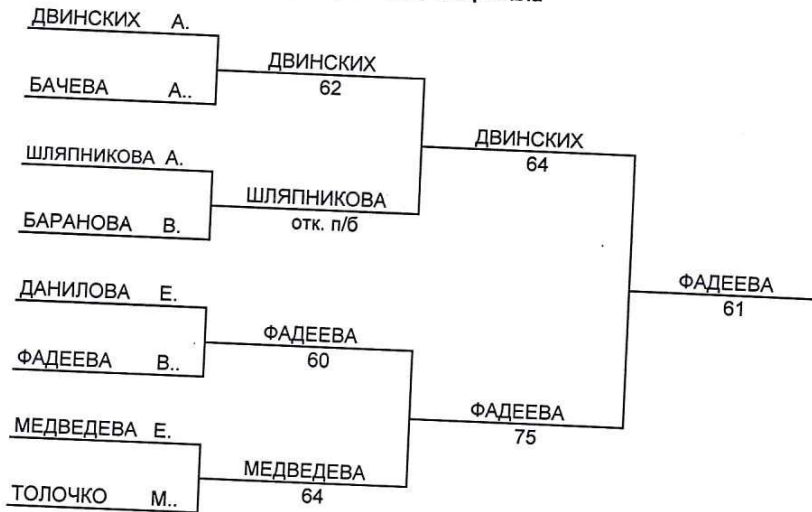 ДВИНСКИХ А.
БАЧЕВА А..
ШЛЯПНИКОВА А.
БАРАНОВА В.
ДАНИЛОВА Е.
ФАДЕЕВА В..
МЕДВЕДЕВА Е.
ТОЛОЧКО М..
ДВИНСКИХ
62
ШЛЯПНИКОВА
отк. п/б
ФАДЕЕВА
60
МЕДВЕДЕВА
64
ДВИНСКИХ
64
ФАДЕЕВА
75
ФАДЕЕВА
61